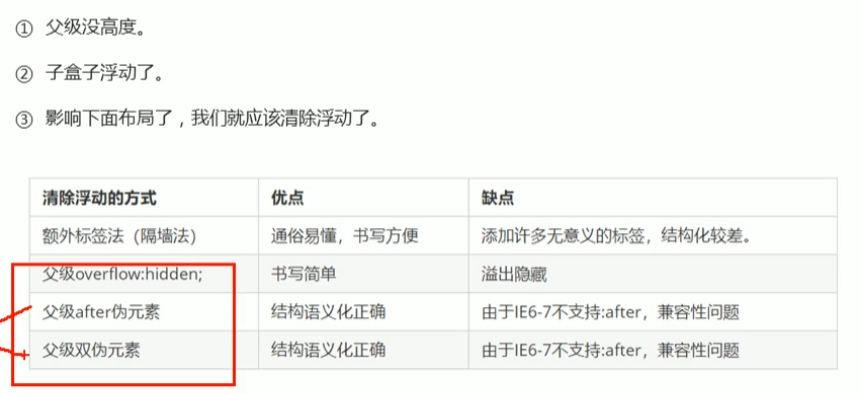 ① 父级没高度。
② 子盒子浮动了。
③ 影响下面布局了，我们就应该清除浮动了。
清除浮动的方式 优点 缺点
额外标签法（隔墙法） 通俗易懂，书写方便 添加许多无意义的标签，结构化较差。
父级overflow:hidden; 书写简单 溢出隐藏
父级after伪元素 结构语义化正确 由于IE6-7不支持:after，兼容性问题
父级双伪元素 结构语义化正确 由于IE6-7不支持:after，兼容性问题